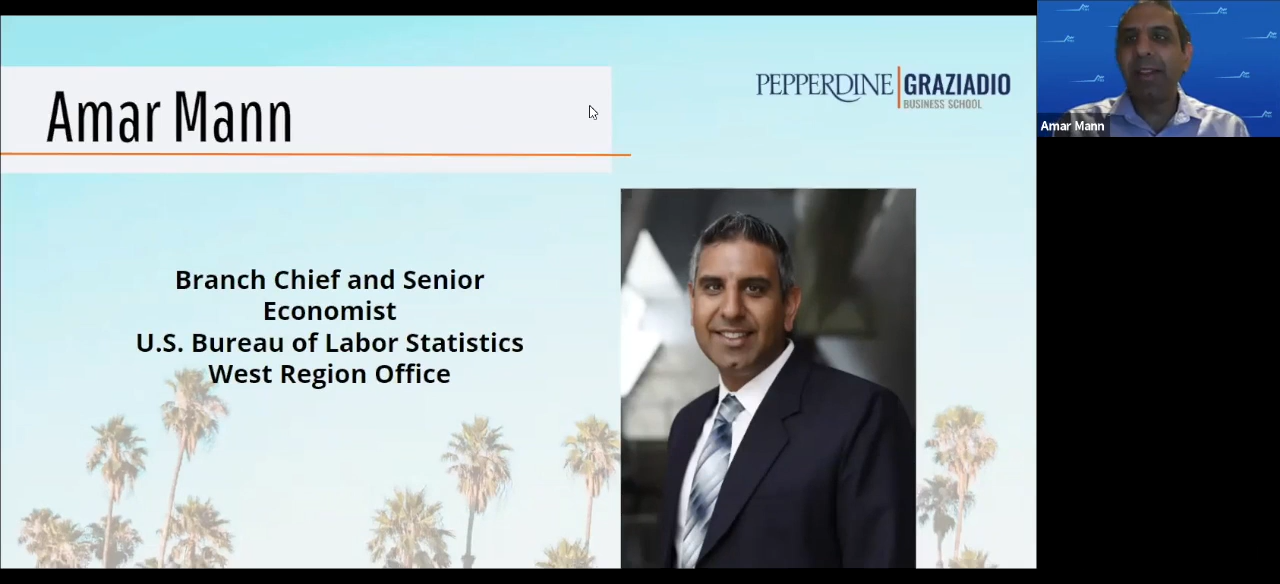 Amar Mann
PEPPERDINE GRAZIADIO
BUSINESS SCHOOL
Amar Mann
Branch Chief and Senior
Economist
U.S. Bureau of Labor Statistics
West Region Office